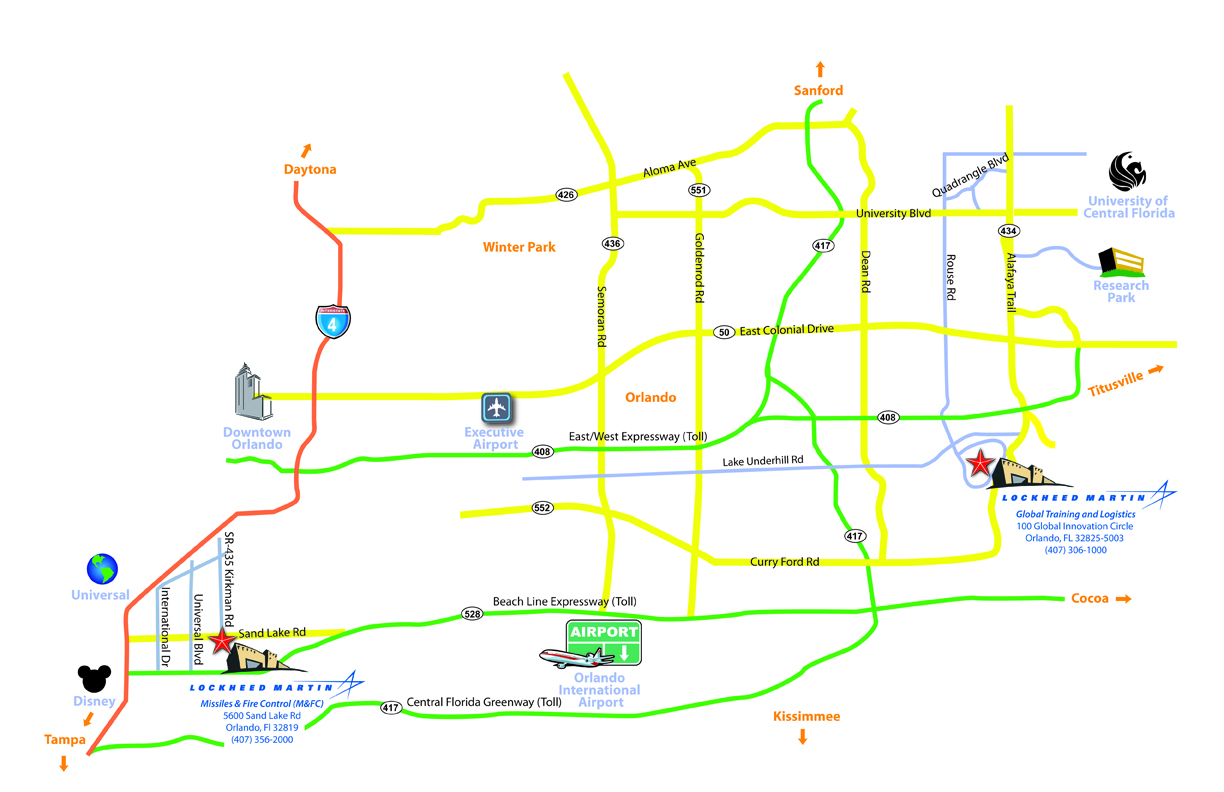 Sanford
Daytona
Aloma Ave
426
551
Quadrangle Blvd
University of
Central Florida
University Blvd
434
436
417
Winter Park
Goldenrod Rd
Dean Rd
Rouse Rd
Alafaya Trail
Research
Park
Semoran Rd
INTERSTATE
4
50
East Colonial Drive
Titusville
Orlando
Downtown
Orlando
Executive
Airport
408
East/West Expressway (Toll)
408
Lake Underhill Rd
LOCKHEED MARTIN
Global Training and Logistics
100 Global Innovation Circle
Orlando, FL 32825-5003
(407) 306-1000
552
417
Curry Ford Rd
SR-435 Kirkman Rd
Universal
International Dr
Universal Blvd
Beach Line Expressway (Toll)
528
Cocoa
Sand Lake Rd
AIRPORT
Orlando
International
Airport
LOCKHEED MARTIN
Missiles & Fire Control (M&FC)
5600 Sand Lake Rd
Orlando, Fl 32819
(407) 356-2000
Disney
417
Central Florida Greenway (Toll)
Kissimmee
Tampa